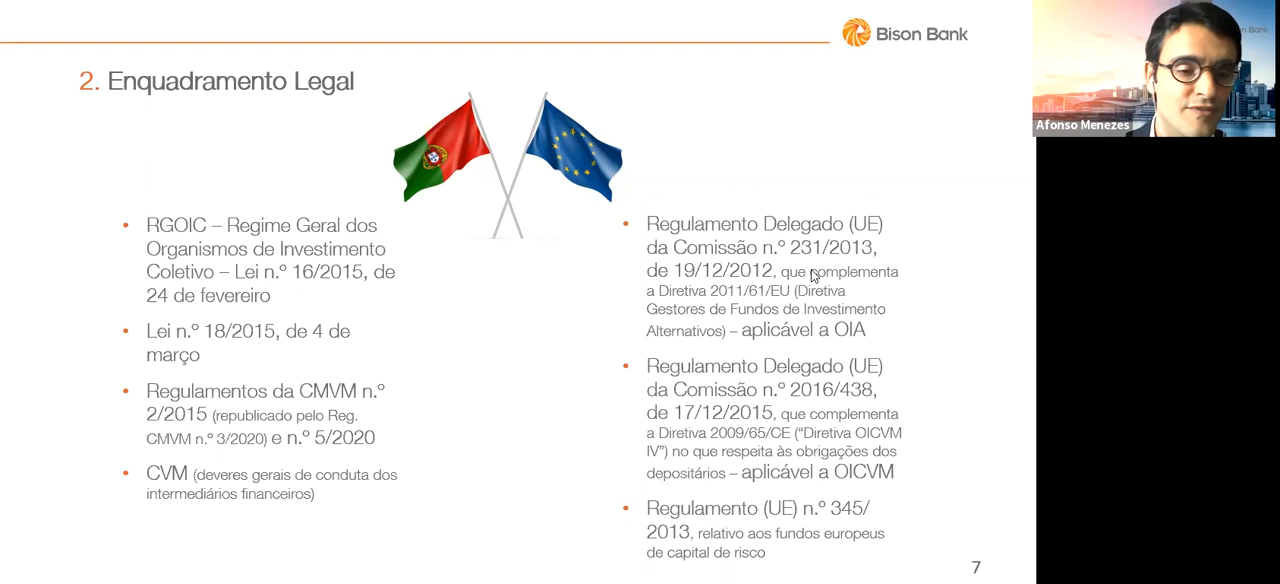 Bison Bank
2. Enquadramento Legal
• RGOIC – Regime Geral dos
Organismos de Investimento
Coletivo – Lei n.º 16/2015, de
24 de fevereiro
• Lei n.º 18/2015, de 4 de
março
• Regulamentos da CMVM n.º
2/2015 (republicado pelo Reg.
CMVM n.º 3/2020) e n.º 5/2020
• CVM (deveres gerais de conduta dos
intermediários financeiros)
• Regulamento Delegado (UE)
da Comissão n.º 231/2013,
de 19/12/2012, que complementa
a Diretiva 2011/61/EU (Diretiva
Gestores de Fundos de Investimento
Alternativos) – aplicável a OIA
• Regulamento Delegado (UE)
da Comissão n.º 2016/438,
de 17/12/2015, que complementa
a Diretiva 2009/65/CE (“Diretiva OICVM
IV”) no que respeita às obrigações dos
depositários – aplicável a OICVM
• Regulamento (UE) n.º 345/
2013, relativo aos fundos europeus
de capital de risco
7
Bank
Afonso Menezes